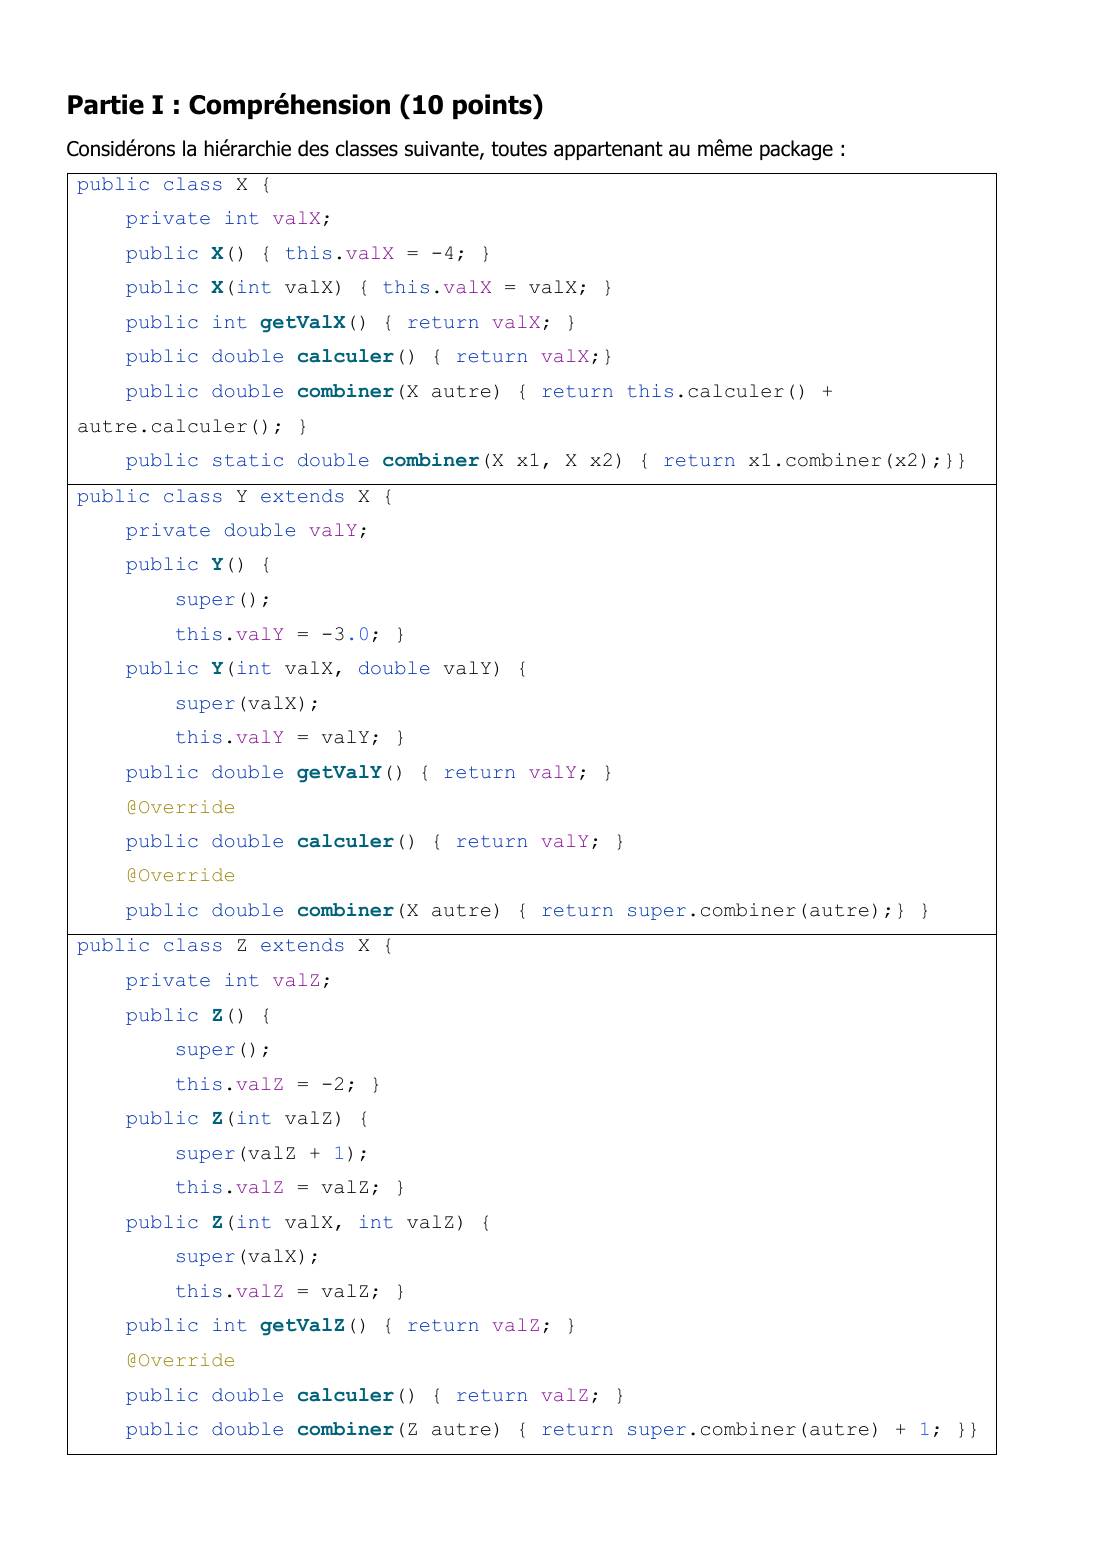 Partie I : Compréhension (10 points)
Considérons la hiérarchie des classes suivante, toutes appartenant au même package :
public class X {
    private int valX;
    public X() { this.valX = -4; }
    public X(int valX) { this.valX = valX; }
    public int getValX() { return valX; }
    public double calculer() { return valX;}
    public double combiner(X autre) { return this.calculer() +
autre.calculer(); }
    public static double combiner(X x1, X x2) { return x1.combiner(x2);}}
public class Y extends X {
    private double valY;
    public Y() {
        super();
        this.valY = -3.0; }
    public Y(int valX, double valY) {
        super(valX);
        this.valY = valY; }
    public double getValY() { return valY; }
    @Override
    public double calculer() { return valY; }
    @Override
    public double combiner(X autre) { return super.combiner(autre);} }
public class Z extends X {
    private int valZ;
    public Z() {
        super();
        this.valZ = -2; }
    public Z(int valZ) {
        super(valZ + 1);
        this.valZ = valZ; }
    public Z(int valX, int valZ) {
        super(valX);
        this.valZ = valZ; }
    public int getValZ() { return valZ; }
    @Override
    public double calculer() { return valZ; }
    public double combiner(Z autre) { return super.combiner(autre) + 1; }}